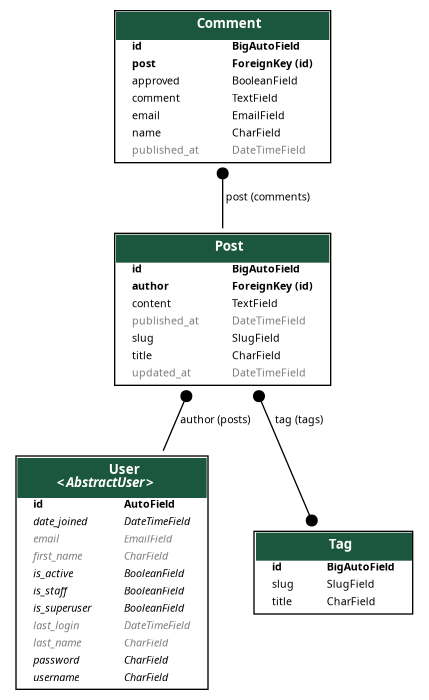 Comment
id BigAutoField
post ForeignKey (id)
approved BooleanField
comment TextField
email EmailField
name CharField
published_at DateTimeField
post (comments)
Post
id BigAutoField
author ForeignKey (id)
content TextField
published_at DateTimeField
slug SlugField
title CharField
updated_at DateTimeField
author (posts) tag (tags)
User
<AbstractUser>
id AutoField
date_joined DateTimeField
email EmailField
first_name CharField
is_active BooleanField
is_staff BooleanField
is_superuser BooleanField
last_login DateTimeField
last_name CharField
password CharField
username CharField
Tag
id BigAutoField
slug SlugField
title CharField